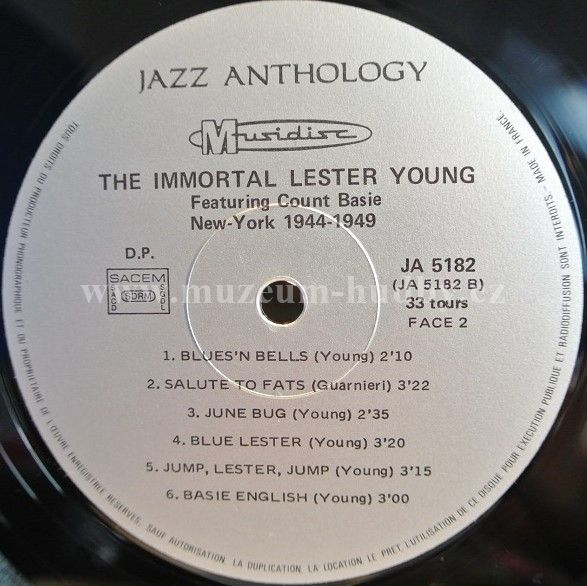 JAZZ ANTHOLOGY
Musidisc
THE IMMORTAL LESTER YOUNG
Featuring Count Basie
New-York 1944-1949
D.P.
SACEM
SACD
SDRM
SGDL
JA 5182
(JA 5182 B)
33 tours
FACE 2
1. BLUES'N BELLS (Young) 2'10
2. SALUTE TO FATS (Guarnieri) 3'22
3. JUNE BUG (Young) 2'35
4. BLUE LESTER (Young) 3'20
5. JUMP, LESTER, JUMP (Young) 3'15
6. BASIE ENGLISH (Young) 3'00
TOUS DROITS DU PRODUCTEUR PHONOGRAPHIQUE ET DU PROPRIETAIRE DE L'ŒUVRE ENREGISTREE RESERVES. SAUF AUTORISATION, LA DUPLICATION, LA LOCATION, LE PRET, L'UTILISATION DE CE DISQUE POUR EXECUTION PUBLIQUE ET RADIODIFFUSION SONT INTERDITS. MADE IN FRANCE.